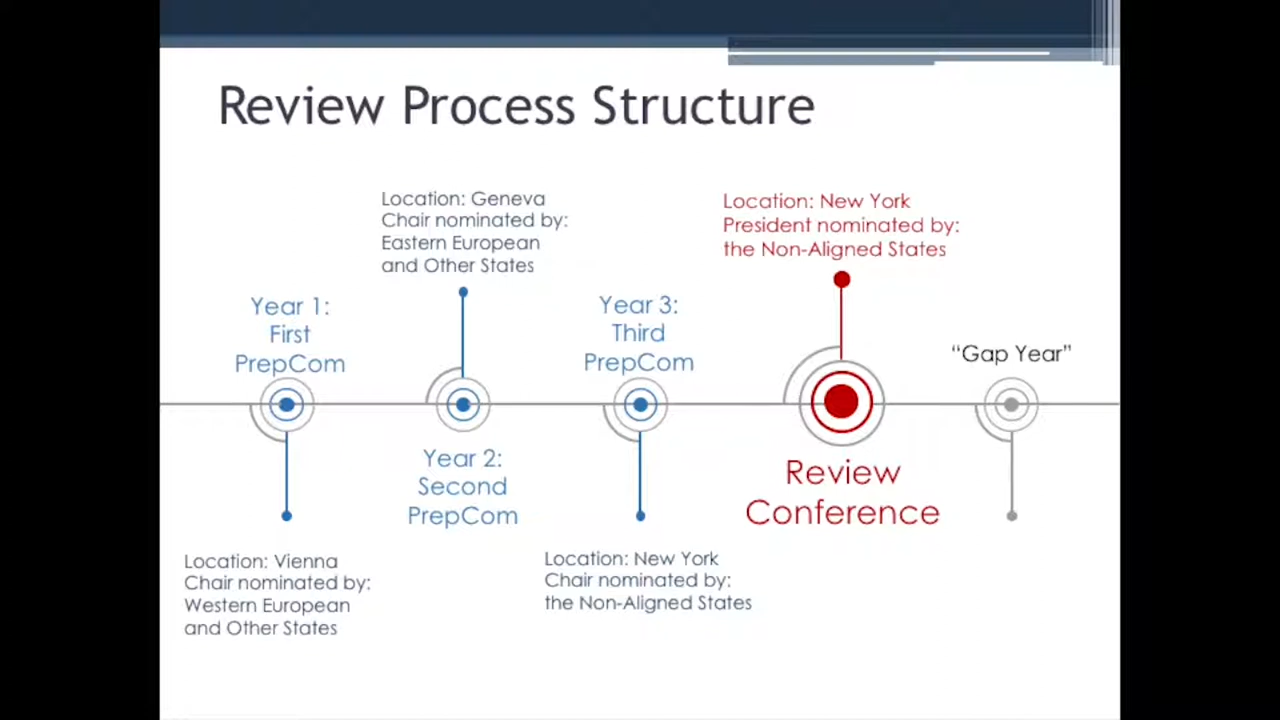 Review Process Structure
Year 1:
First
PrepCom
Location: Vienna
Chair nominated by:
Western European
and Other States
Location: Geneva
Chair nominated by:
Eastern European
and Other States
Year 2:
Second
PrepCom
Year 3:
Third
PrepCom
Location: New York
Chair nominated by:
the Non-Aligned States
Location: New York
President nominated by:
the Non-Aligned States
Review
Conference
“Gap Year”